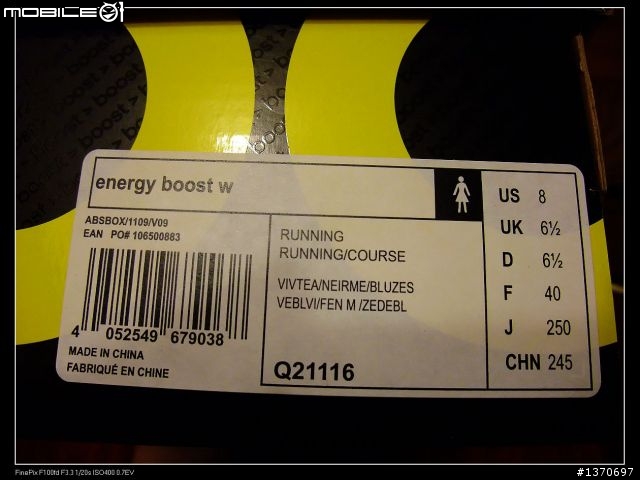 MOBILE01
boost>
energy boost w
ABSBOX/1109/V09
EAN PO# 106500883
4 052549 679038
MADE IN CHINA
FABRIQUÉ EN CHINE
RUNNING
RUNNING/COURSE
VIVTEA/NEIRME/BLUZES
VEBLVI/FEN M /ZEDEBL
Q21116
US 8
UK 6½
D 6½
F 40
J 250
CHN 245
FinePix F100fd F3.3 1/20s ISO400 0.7EV
#1370697